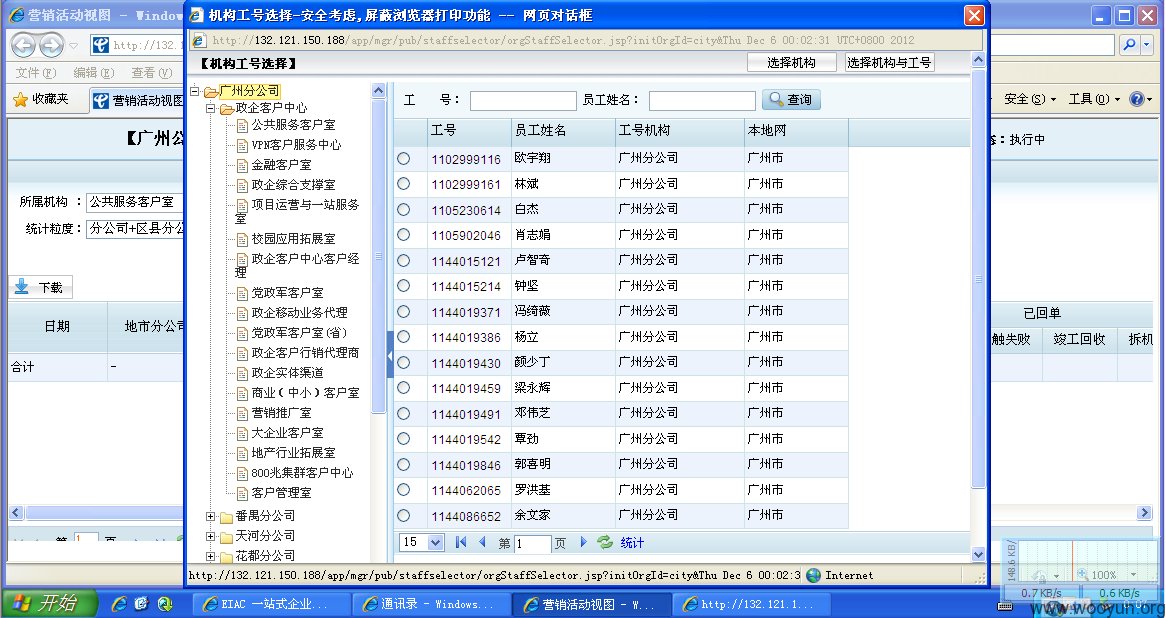 营销活动视图 - Windows
机构工号选择-安全考虑,屏蔽浏览器打印功能 -- 网页对话框
http://132.
http://132.121.150.188/app/mgr/pub/staffselector/orgStaffSelector.jsp?initOrgId=city&Thu Dec 6 00:02:31 UTC+0800 2012
文件(F) 编辑(E) 查看(V)
【机构工号选择】
选择机构
选择机构与工号
收藏夹
营销活动视图
安全(S)
工具(O)
【广州公
：执行中
所属机构 ：
公共服务客户室
统计粒度：
分公司+区县分公
下载
日期
地市分公司
合计
-
广州分公司
政企客户中心
公共服务客户室
VPN客户服务中心
金融客户室
政企综合支撑室
项目运营与一站服务
室
校园应用拓展室
政企客户中心客户经
理
党政军客户室
政企移动业务代理
党政军客户室(省)
政企客户行销代理商
政企实体渠道
商业(中小)客户室
营销推广室
大企业客户室
地产行业拓展室
800兆集群客户中心
客户管理室
番禺分公司
天河分公司
花都分公司
工 号：
员工姓名：
查询
工号 员工姓名 工号机构 本地网
1102999116 欧宇翔 广州分公司 广州市
1102999161 林斌 广州分公司 广州市
1105230614 白杰 广州分公司 广州市
1105902046 肖志娟 广州分公司 广州市
1144015121 卢智奇 广州分公司 广州市
1144015214 钟坚 广州分公司 广州市
1144019371 冯绮薇 广州分公司 广州市
1144019386 杨立 广州分公司 广州市
1144019430 颜少丁 广州分公司 广州市
1144019459 梁永辉 广州分公司 广州市
1144019491 邓伟芝 广州分公司 广州市
1144019542 覃劲 广州分公司 广州市
1144019846 郭喜明 广州分公司 广州市
1144062065 罗洪基 广州分公司 广州市
1144086652 余文家 广州分公司 广州市
15 第 1 页 统计
已回单
触失败 竣工回收 拆机
http://132.121.150.188/app/mgr/pub/staffselector/orgStaffSelector.jsp?initOrgId=city&Thu Dec 6 00:02:3
Internet
148.6 KB/
100%
0.7 KB/s 0.6 KB/s
开始
EIAC 一站式企业...
通讯录 - Windows...
营销活动视图 - W...
http://132.121.1...
www.wooyun.org